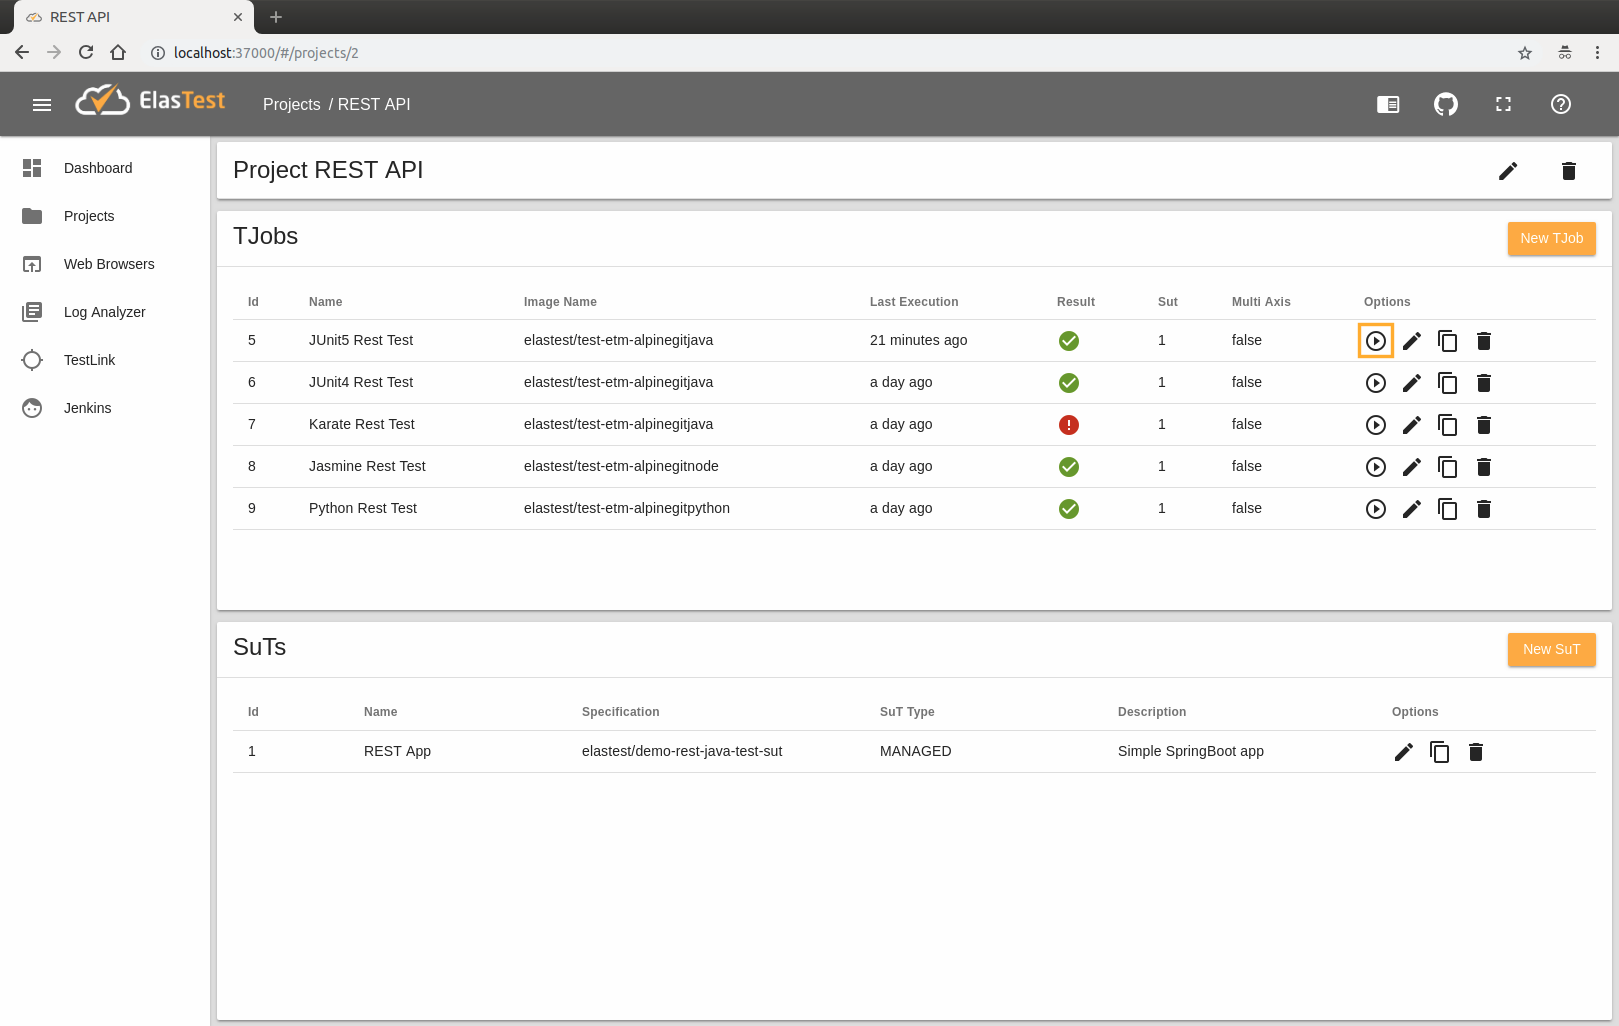 REST API
localhost:37000/#/projects/2
ElasTest
Projects / REST API
Dashboard
Projects
Web Browsers
Log Analyzer
TestLink
Jenkins
Project REST API
TJobs
New TJob
Id Name Image Name Last Execution Result Sut Multi Axis Options
5 JUnit5 Rest Test elastest/test-etm-alpinegitjava 21 minutes ago 1 false
6 JUnit4 Rest Test elastest/test-etm-alpinegitjava a day ago 1 false
7 Karate Rest Test elastest/test-etm-alpinegitjava a day ago 1 false
8 Jasmine Rest Test elastest/test-etm-alpinegitnode a day ago 1 false
9 Python Rest Test elastest/test-etm-alpinegitpython a day ago 1 false
SuTs
New SuT
Id Name Specification SuT Type Description Options
1 REST App elastest/demo-rest-java-test-sut MANAGED Simple SpringBoot app